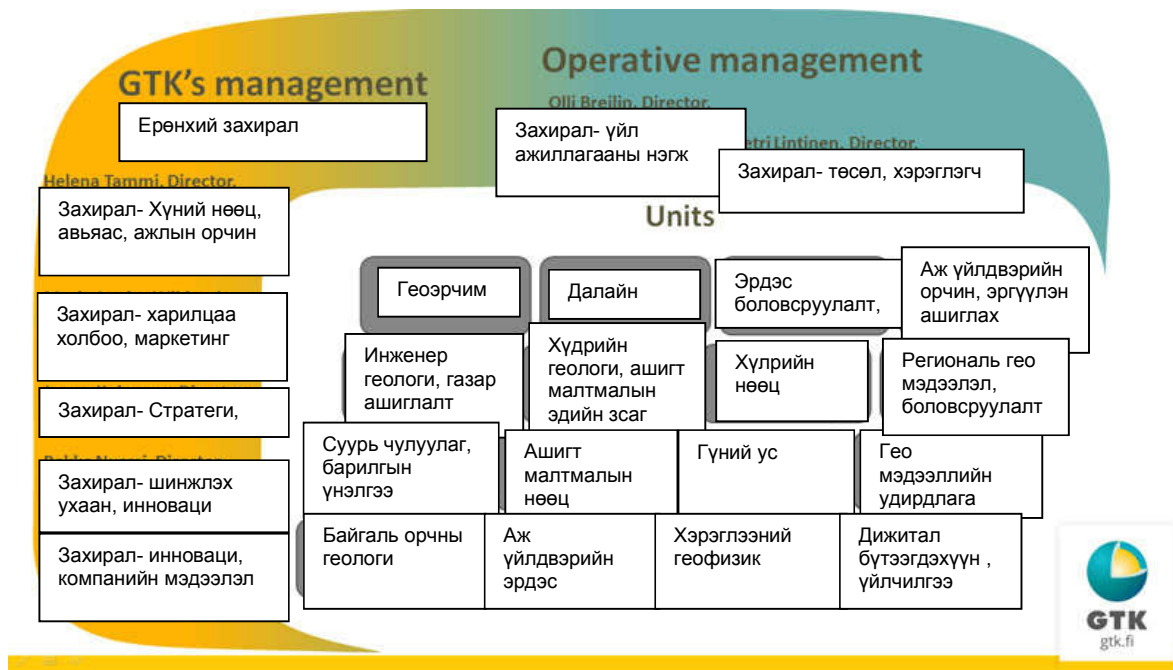 GTK's management
Operative management
Olli Breilin, Director,
Ерөнхий захирал
Захирал- үйл
ажиллагааны нэгж
Lintinen, Director,
Захирал- төсөл, хэрэглэгч
Helena Tammi, Director,
Захирал- Хүний нөөц,
авьяас, ажлын орчин
Захирал- харилцаа
холбоо, маркетинг
Захирал- Стратеги,
Захирал- шинжлэх
ухаан, инноваци
Захирал- инноваци,
компанийн мэдээлэл
Units
Геоэрчим
Далайн
Эрдэс
боловсруулалт,
Аж үйлдвэрийн
орчин, эргүүлэн
ашиглах
Инженер
геологи, газар
ашиглалт
Хүдрийн
геологи, ашигт
малтмалын
эдийн зсаг
Хүлрийн
нөөц
Региональ гео
мэдээлэл,
боловсруулалт
Суурь чулуулаг,
барилгын
үнэлгээ
Ашигт
малтмалын
нөөц
Гүний ус
Гео
мэдээллийн
удирдлага
Байгаль орчны
геологи
Аж
үйлдвэрийн
эрдэс
Хэрэглээний
геофизик
Дижитал
бүтээгдэхүүн ,
үйлчилгээ
GTK
gtk.fi